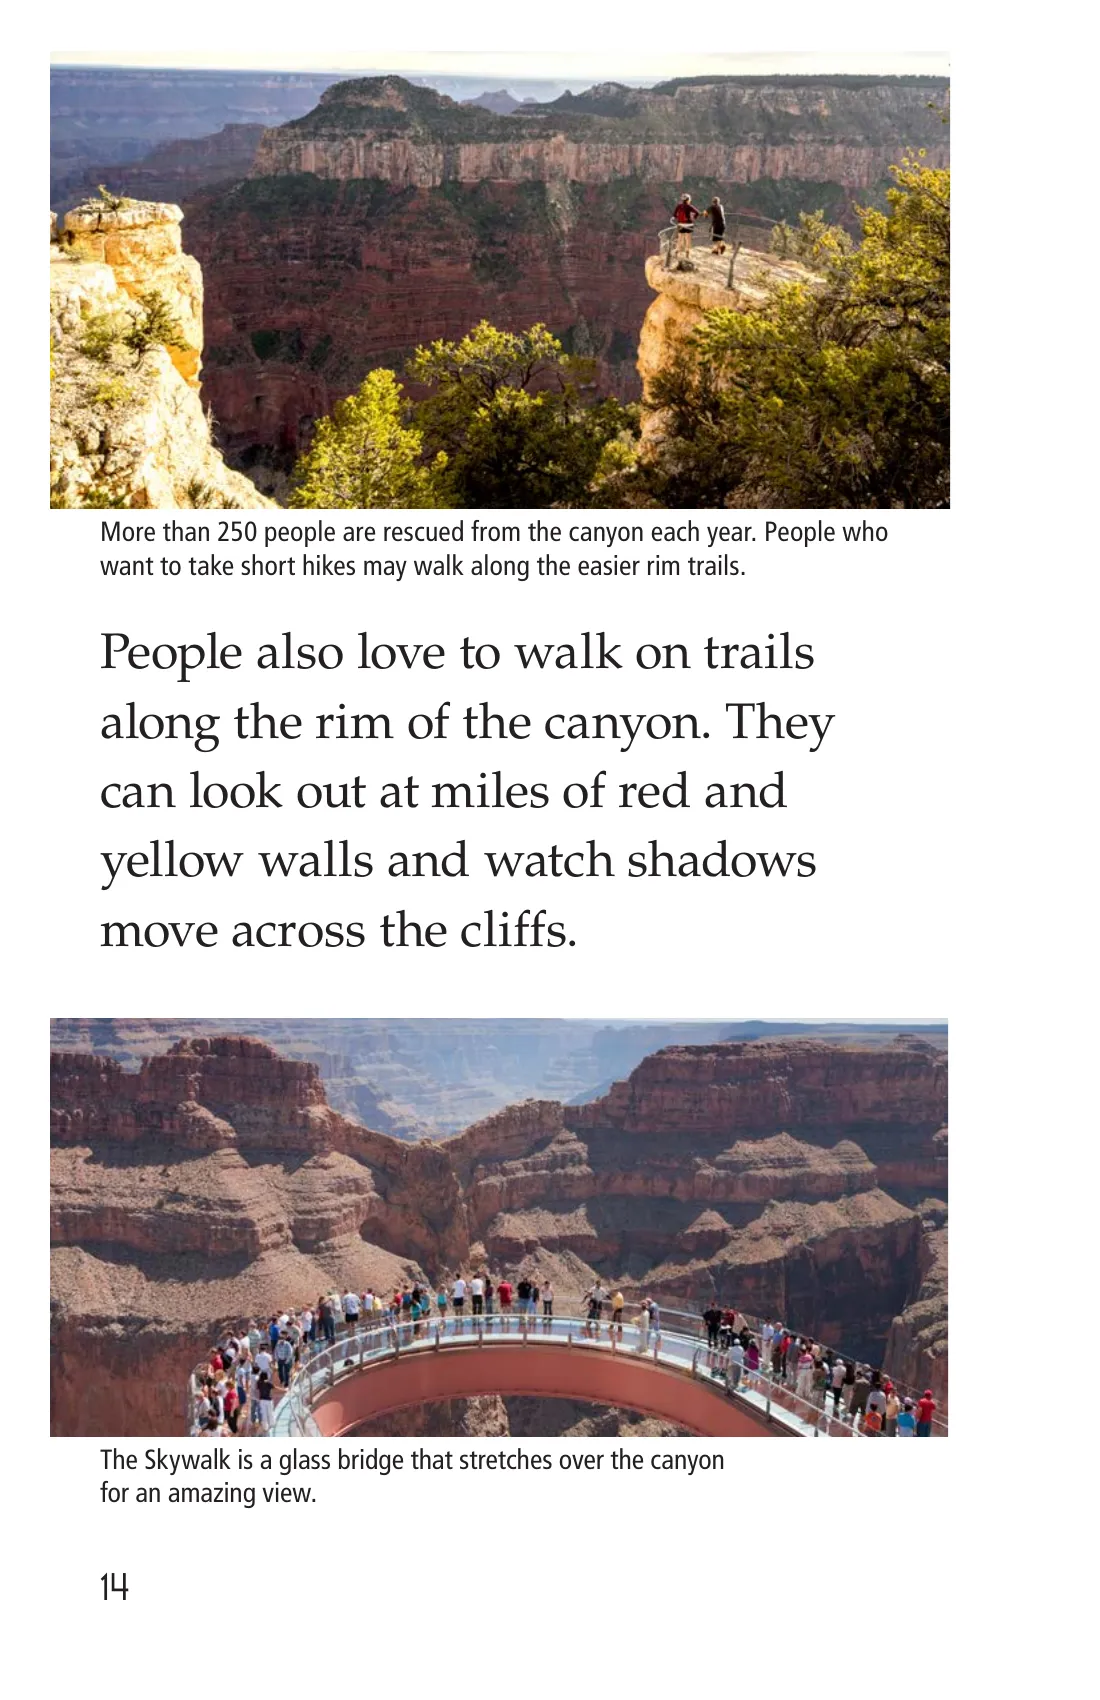 More than 250 people are rescued from the canyon each year. People who
want to take short hikes may walk along the easier rim trails.
People also love to walk on trails
along the rim of the canyon. They
can look out at miles of red and
yellow walls and watch shadows
move across the cliffs.
The Skywalk is a glass bridge that stretches over the canyon
for an amazing view.
14